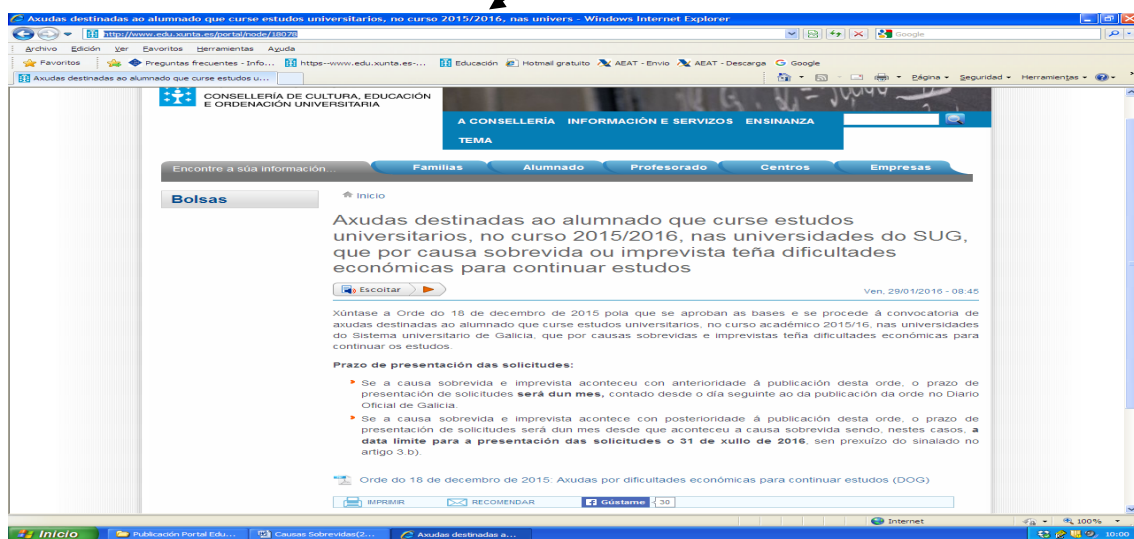 Axudas destinadas ao alumnado que curse estudos universitarios, no curso 2015/2016, nas univers - Windows Internet Explorer
http://www.edu.xunta.es/portal/node/18078
Google
Archivo Edición Ver Favoritos Herramientas Ayuda
Favoritos Preguntas frecuentes - Info... https--www.edu.xunta.es-... Educación Hotmail gratuito AEAT - Envio AEAT - Descarga Google
Axudas destinadas ao alumnado que curse estudos u...
Página Seguridad Herramientas
CONSELLERÍA DE CULTURA, EDUCACIÓN
E ORDENACIÓN UNIVERSITARIA
A CONSELLERÍA INFORMACIÓN E SERVIZOS ENSINANZA
TEMA
Encontre a súa información... Familias Alumnado Profesorado Centros Empresas
Bolsas
Inicio
Axudas destinadas ao alumnado que curse estudos
universitarios, no curso 2015/2016, nas universidades do SUG,
que por causa sobrevida ou imprevista teña dificultades
económicas para continuar estudos
Escoitar
Ven, 29/01/2016 - 08:45
Xúntase a Orde do 18 de decembro de 2015 pola que se aproban as bases e se procede á convocatoria de
axudas destinadas ao alumnado que curse estudos universitarios, no curso académico 2015/16, nas universidades
do Sistema universitario de Galicia, que por causas sobrevidas e imprevistas teña dificultades económicas para
continuar os estudos.
Prazo de presentación das solicitudes:
Se a causa sobrevida e imprevista aconteceu con anterioridade á publicación desta orde, o prazo de
presentación de solicitudes será dun mes, contado desde o día seguinte ao da publicación da orde no Diario
Oficial de Galicia.
Se a causa sobrevida e imprevista acontece con posterioridade á publicación desta orde, o prazo de
presentación de solicitudes será dun mes desde que aconteceu a causa sobrevida sendo, nestes casos, a
data límite para a presentación das solicitudes o 31 de xullo de 2016, sen prexuízo do sinalado no
artigo 3.b).
Orde do 18 de decembro de 2015: Axudas por dificultades económicas para continuar estudos (DOG)
IMPRIMIR RECOMENDAR Gústame 30
Internet 100%
Inicio Publicación Portal Edu... Causas Sobrevidas(2... Axudas destinadas a... 10:00